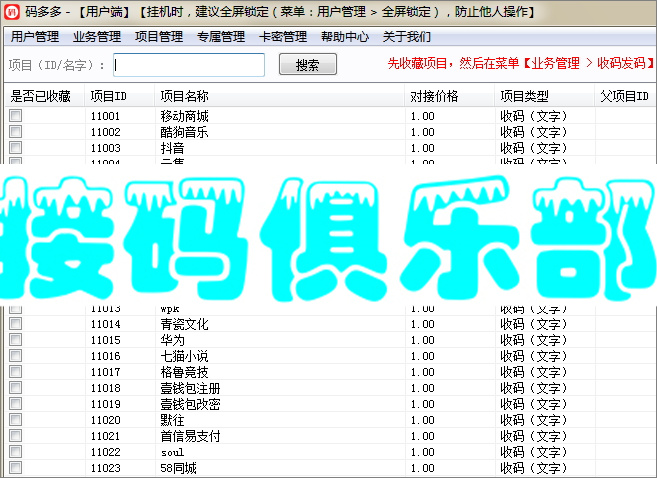 码多多 - 【用户端】【挂机时，建议全屏锁定（菜单：用户管理 > 全屏锁定），防止他人操作】
用户管理 业务管理 项目管理 专属管理 卡密管理 帮助中心 关于我们
项目（ID/名字）： 搜索 先收藏项目，然后在菜单【业务管理 > 收码发码】
是否已收藏 项目ID 项目名称 对接价格 项目类型 父项目ID
11001 移动商城 1.00 收码（文字）
11002 酷狗音乐 1.00 收码（文字）
11003 抖音 1.00 收码（文字）
11004 云集 1.00 收码（文字）
接码俱乐部
11013 wpk 1.00 收码（文字）
11014 青瓷文化 1.00 收码（文字）
11015 华为 1.00 收码（文字）
11016 七猫小说 1.00 收码（文字）
11017 格鲁竞技 1.00 收码（文字）
11018 壹钱包注册 1.00 收码（文字）
11019 壹钱包改密 1.00 收码（文字）
11020 默往 1.00 收码（文字）
11021 首信易支付 1.00 收码（文字）
11022 soul 1.00 收码（文字）
11023 58同城 1.00 收码（文字）